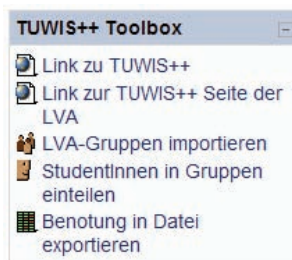 TUWIS++ Toolbox
Link zu TUWIS++
Link zur TUWIS++ Seite der
LVA
LVA-Gruppen importieren
StudentInnen in Gruppen
einteilen
Benotung in Datei
exportieren